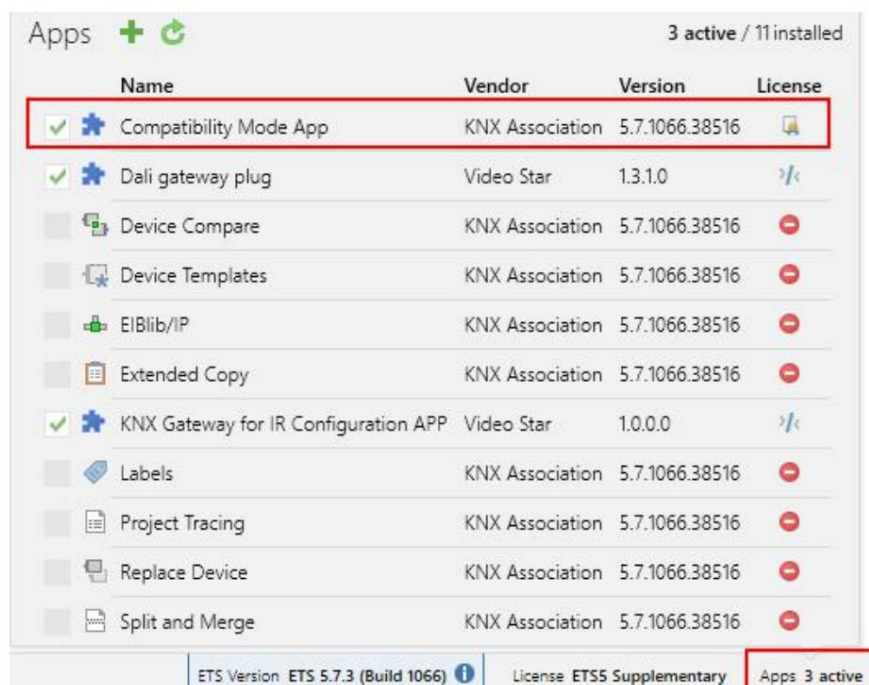 Apps 3 active / 11 installed
Name Vendor Version License
Compatibility Mode App KNX Association 5.7.1066.38516
Dali gateway plug Video Star 1.3.1.0
Device Compare KNX Association 5.7.1066.38516
Device Templates KNX Association 5.7.1066.38516
EIBlib/IP KNX Association 5.7.1066.38516
Extended Copy KNX Association 5.7.1066.38516
KNX Gateway for IR Configuration APP Video Star 1.0.0.0
Labels KNX Association 5.7.1066.38516
Project Tracing KNX Association 5.7.1066.38516
Replace Device KNX Association 5.7.1066.38516
Split and Merge KNX Association 5.7.1066.38516
ETS Version ETS 5.7.3 (Build 1066) License ETS5 Supplementary Apps 3 active